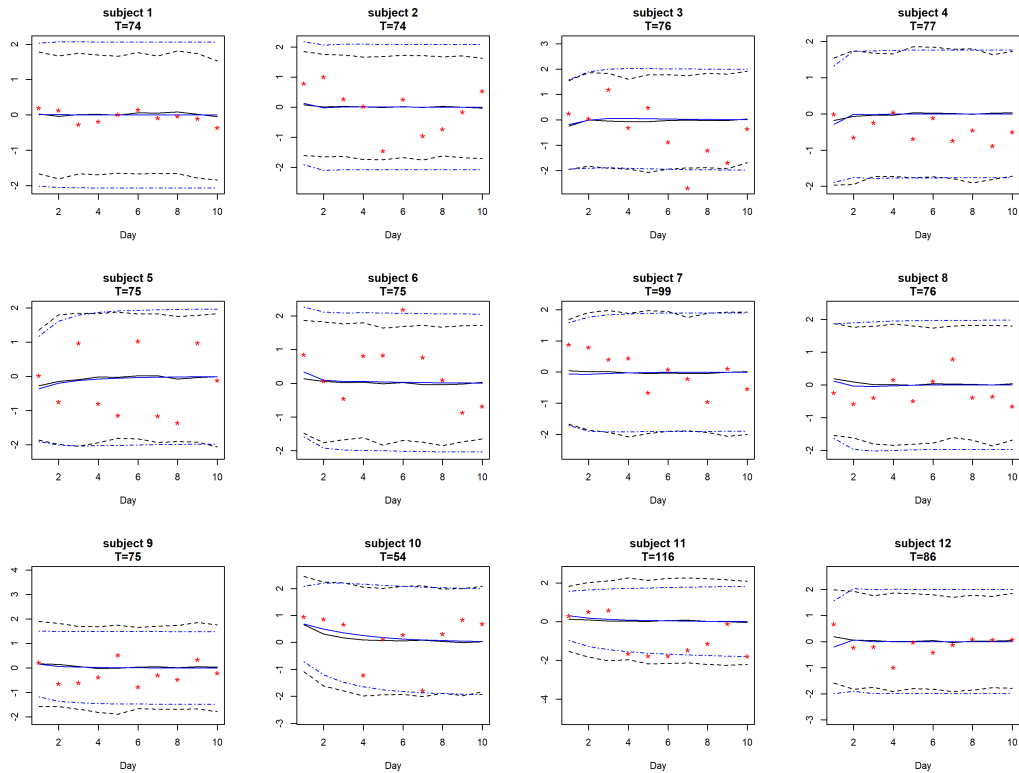 subject 1
T=74
2
1
0
-1
-2
2 4 6 8 10
Day
subject 2
T=74
2
1
0
-1
-2
2 4 6 8 10
Day
subject 3
T=76
3
2
1
0
-1
-2
2 4 6 8 10
Day
subject 4
T=77
2
1
0
-1
-2
2 4 6 8 10
Day
subject 5
T=75
2
1
0
-1
-2
2 4 6 8 10
Day
subject 6
T=75
2
1
0
-1
-2
2 4 6 8 10
Day
subject 7
T=99
2
1
0
-1
-2
2 4 6 8 10
Day
subject 8
T=76
2
1
0
-1
-2
2 4 6 8 10
Day
subject 9
T=75
4
3
2
1
0
-1
-2
2 4 6 8 10
Day
subject 10
T=54
2
1
0
-1
-2
-3
2 4 6 8 10
Day
subject 11
T=116
2
0
-2
-4
2 4 6 8 10
Day
subject 12
T=86
3
2
1
0
-1
-2
-3
2 4 6 8 10
Day